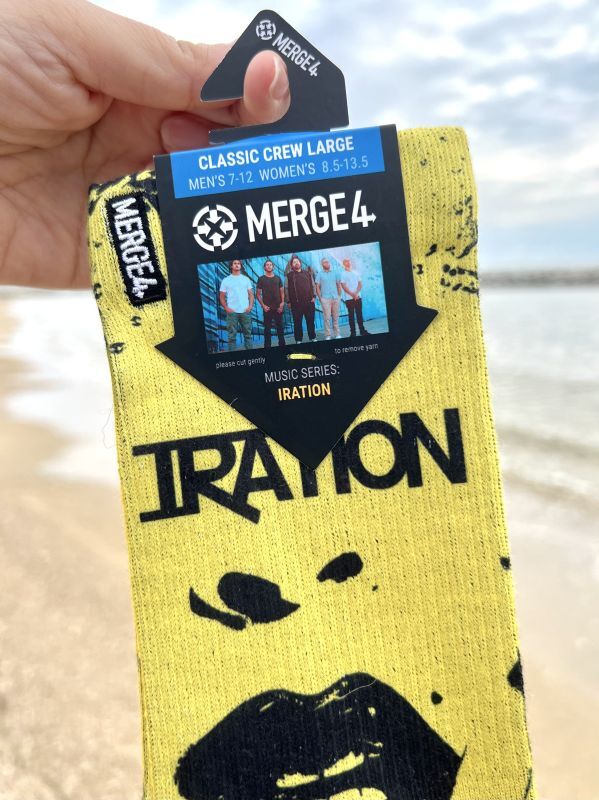 MERGE4
CLASSIC CREW LARGE
MEN'S 7-12 WOMEN'S 8.5-13.5
MERGE4
MERGE4
please cut gently to remove yarn
MUSIC SERIES:
IRATION
IRATION